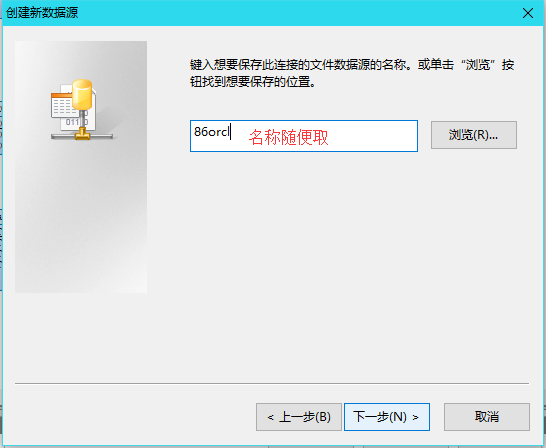 创建新数据源
键入想要保存此连接的文件数据源的名称。或单击“浏览”按
钮找到想要保存的位置。
86orcl 名称随便取
浏览(R)...
01110
< 上一步(B) 下一步(N) > 取消